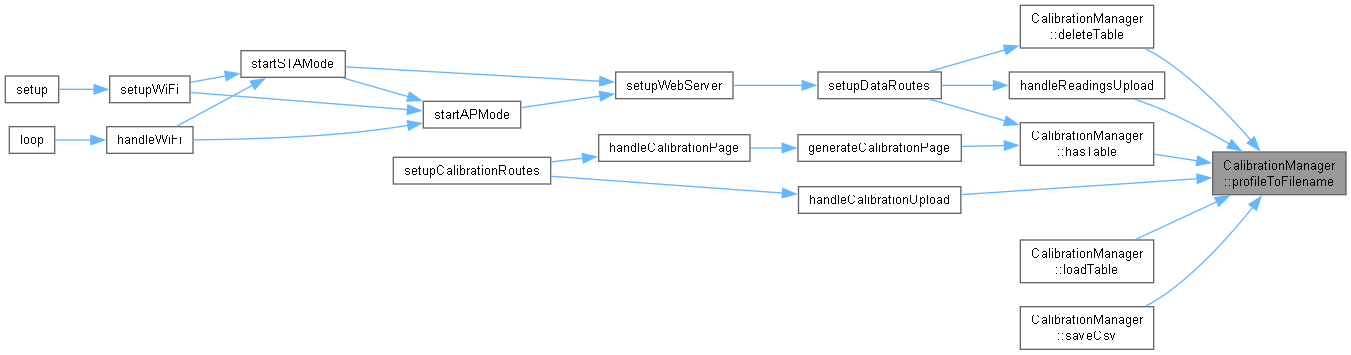 setup
loop
setupWiFi
handleWiFi
startSTAMode
startAPMode
setupCalibrationRoutes
setupWebServer
handleCalibrationPage
setupDataRoutes
generateCalibrationPage
handleCalibrationUpload
CalibrationManager
::deleteTable
handleReadingsUpload
CalibrationManager
::hasTable
CalibrationManager
::loadTable
CalibrationManager
::saveCsv
CalibrationManager
::profileToFilename